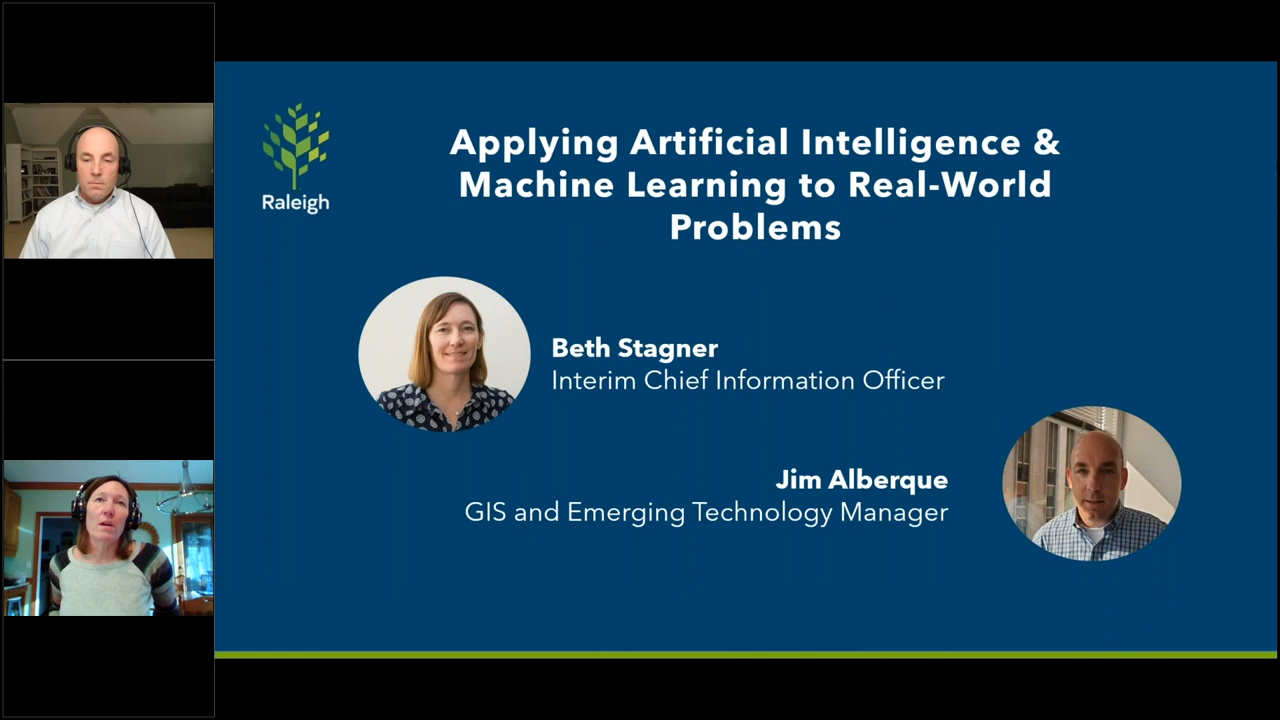 Raleigh
Applying Artificial Intelligence &
Machine Learning to Real-World
Problems
Beth Stagner
Interim Chief Information Officer
Jim Alberque
GIS and Emerging Technology Manager